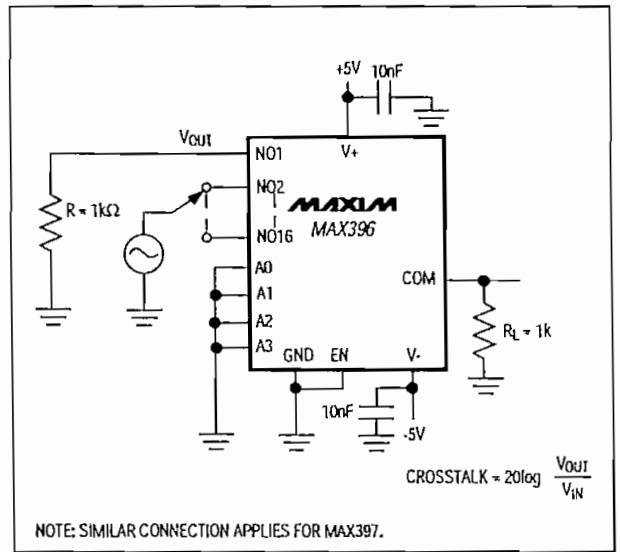 +5V
10nF
VOUT
NO1
V+
NO2
R = 1kΩ
MAXIM
MAX396
NO16
A0
COM
A1
A2
RL = 1k
A3
GND EN V-
10nF
-5V
CROSSTALK = 20log VOUT
VIN
NOTE: SIMILAR CONNECTION APPLIES FOR MAX397.